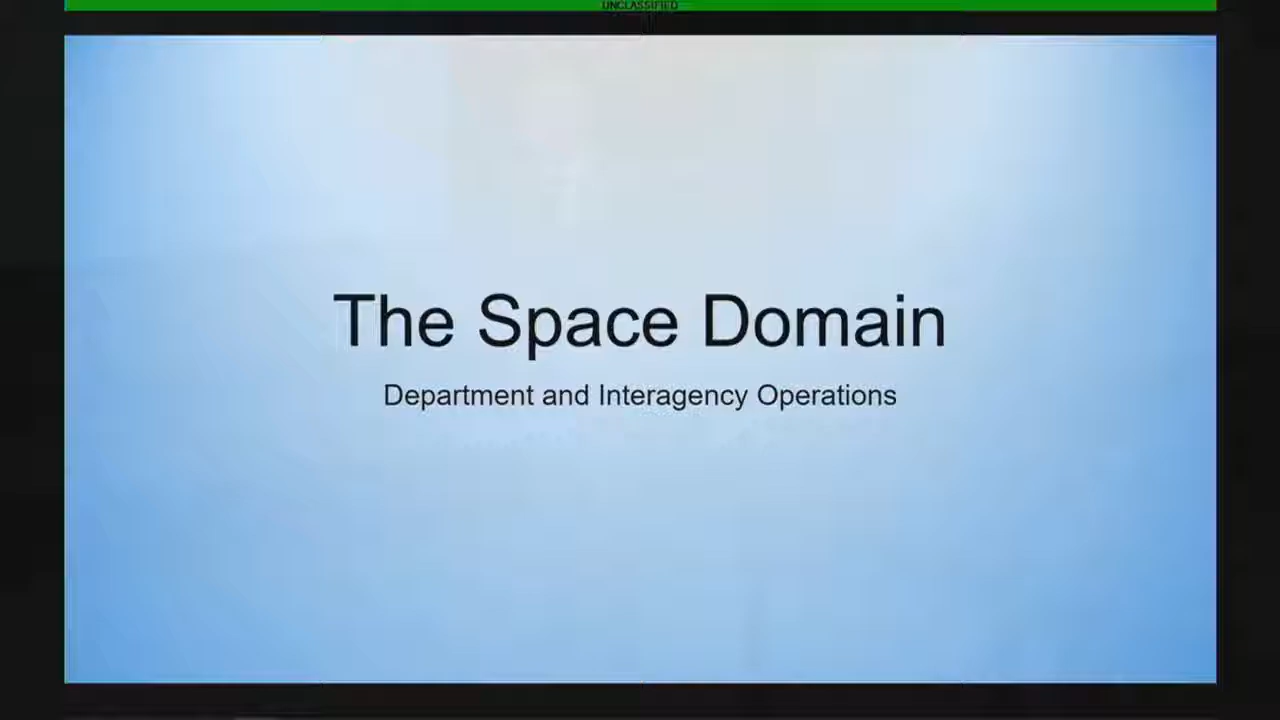 UNCLASSIFIED
The Space Domain
Department and Interagency Operations